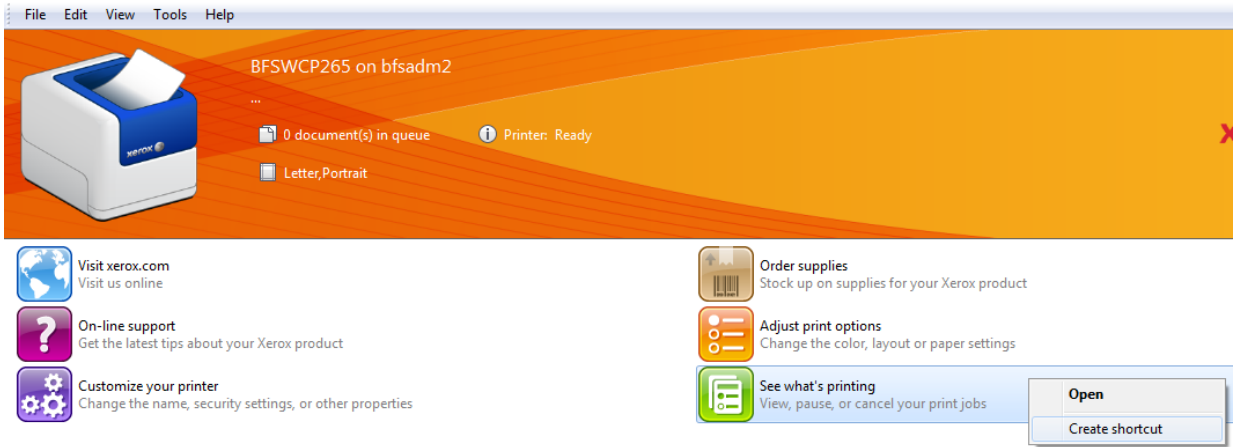 File Edit View Tools Help
BFSWCP265 on bfsadm2
...
0 document(s) in queue
Printer: Ready
Letter,Portrait
xerox
X
Visit xerox.com
Visit us online
Order supplies
Stock up on supplies for your Xerox product
On-line support
Get the latest tips about your Xerox product
Adjust print options
Change the color, layout or paper settings
Customize your printer
Change the name, security settings, or other properties
See what's printing
View, pause, or cancel your print jobs
Open
Create shortcut